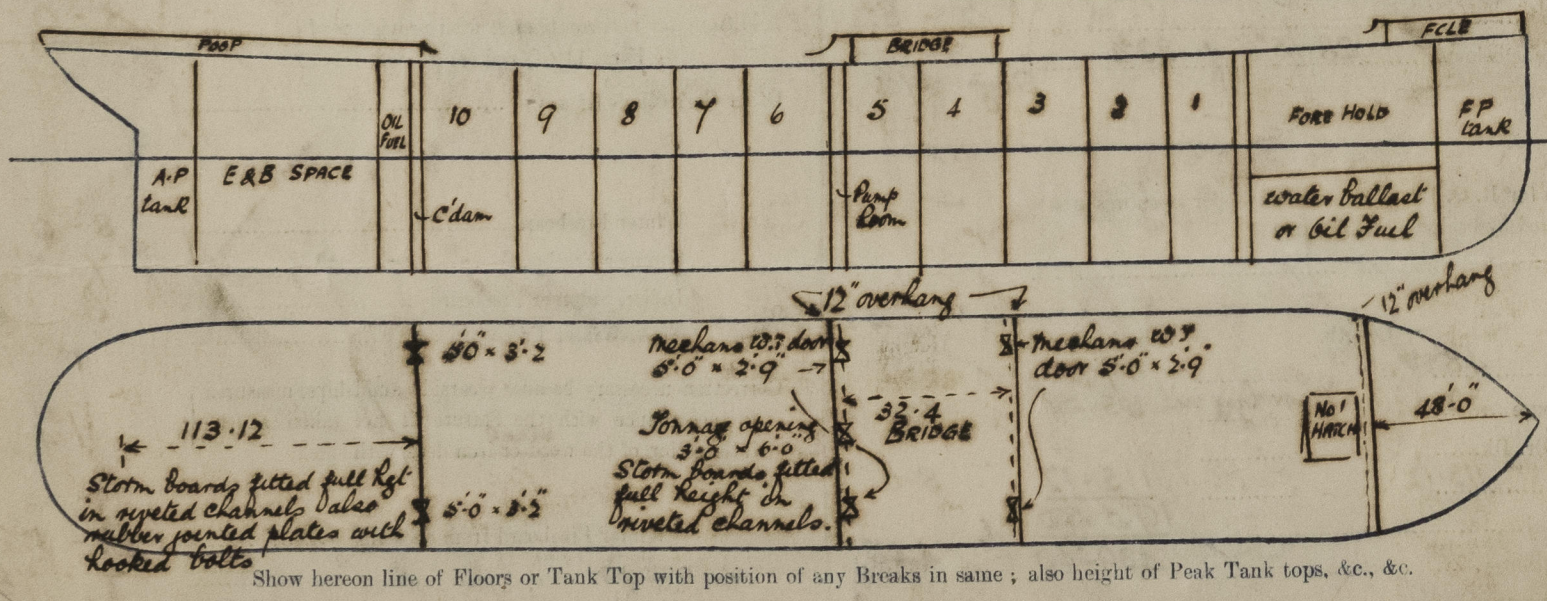 POOP
BRIDGE
FCLE
OIL
FUEL
10
9
8
7
6
5
4
3
2
1
FORE HOLD
F P
tank
A.P
tank
E & B SPACE
C'dam
Pump
Room
water ballast
or Oil Fuel
12" overhang
12" overhang
5'0" × 3'·2
Mechans W.T door
5'·0" × 2'·9"
Mechans W.T
door 5'·0" × 2'·9"
113·12
Tonnage opening
3'·0" × 6'·0"
32·4
BRIDGE
No 1
HATCH
48'·0"
Storm boards fitted full hgt
in riveted channels also
rubber jointed plates with
hooked bolts
5'·0" × 3'·2"
Storm boards fitted
full height in
riveted channels.
Show hereon line of Floors or Tank Top with position of any Breaks in same ; also height of Peak Tank tops, &c., &c.